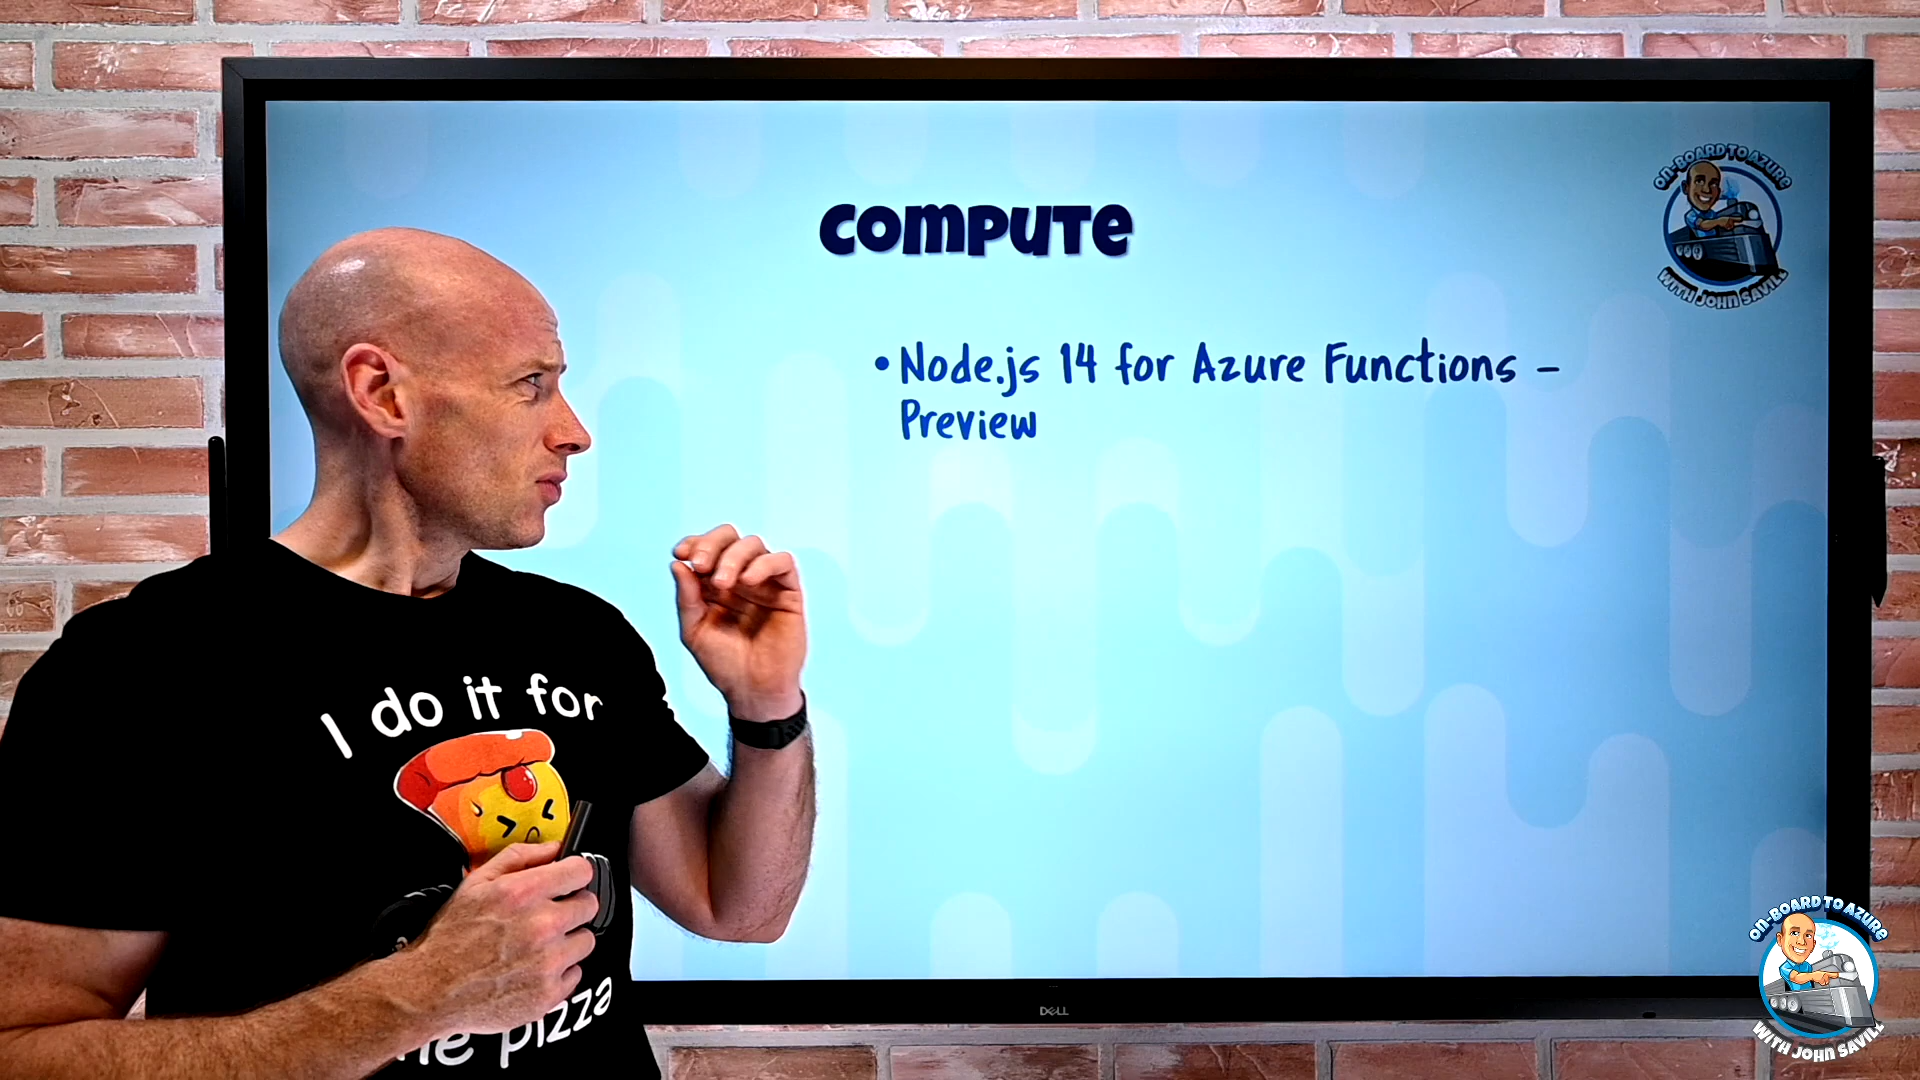 ON-BOARD TO AZURE
WITH JOHN SAVILL
COMPUTE
• Node.js 14 for Azure Functions –
Preview
I do it for
he pizza
DELL
ON-BOARD TO AZURE
WITH JOHN SAVILL